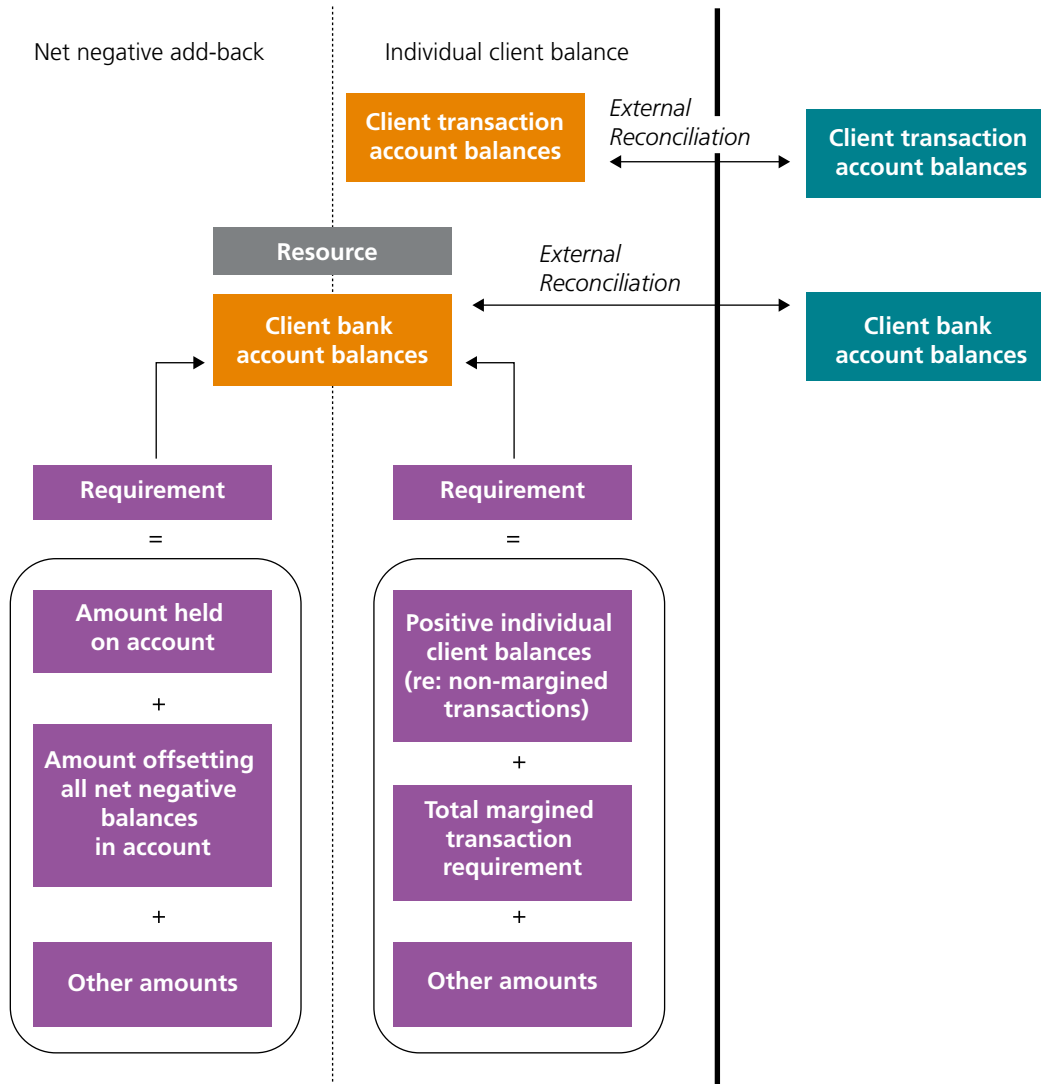 Net negative add-back
Individual client balance
Client transaction
account balances
External
Reconciliation
Client transaction
account balances
Resource
Client bank
account balances
External
Reconciliation
Client bank
account balances
Requirement
=
Amount held
on account
+
Amount offsetting
all net negative
balances
in account
+
Other amounts
Requirement
=
Positive individual
client balances
(re: non-margined
transactions)
+
Total margined
transaction
requirement
+
Other amounts